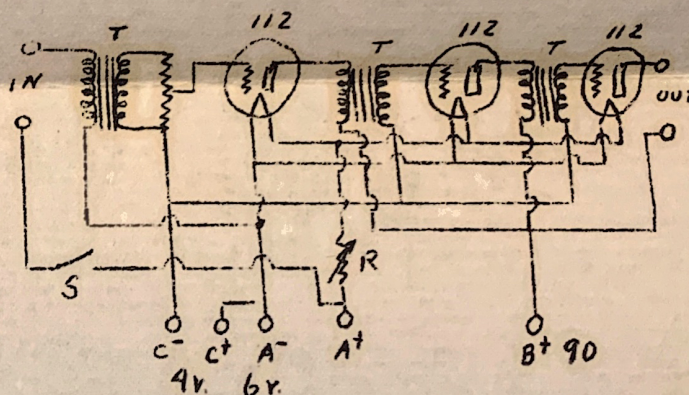 112 112 112
T T T
IN OUT
S R
C- C+ A- A+ B+ 90
4v. 6v.